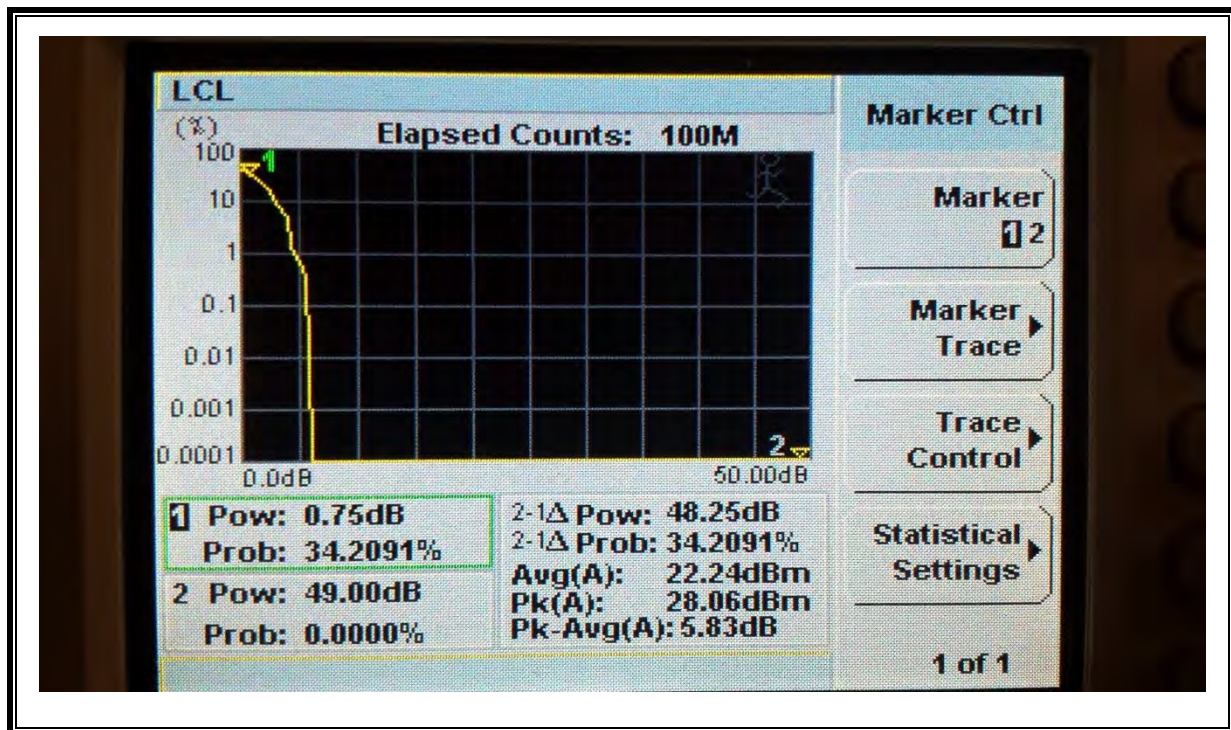 LCL
(%)
Elapsed Counts: 100M
100
10
1
0.1
0.01
0.001
0.0001
1
2
0.0dB
50.00dB
1 Pow: 0.75dB
Prob: 34.2091%
2 Pow: 49.00dB
Prob: 0.0000%
2-1Δ Pow: 48.25dB
2-1Δ Prob: 34.2091%
Avg(A): 22.24dBm
Pk(A): 28.06dBm
Pk-Avg(A): 5.83dB
Marker Ctrl
Marker
1 2
Marker
Trace
Trace
Control
Statistical
Settings
1 of 1